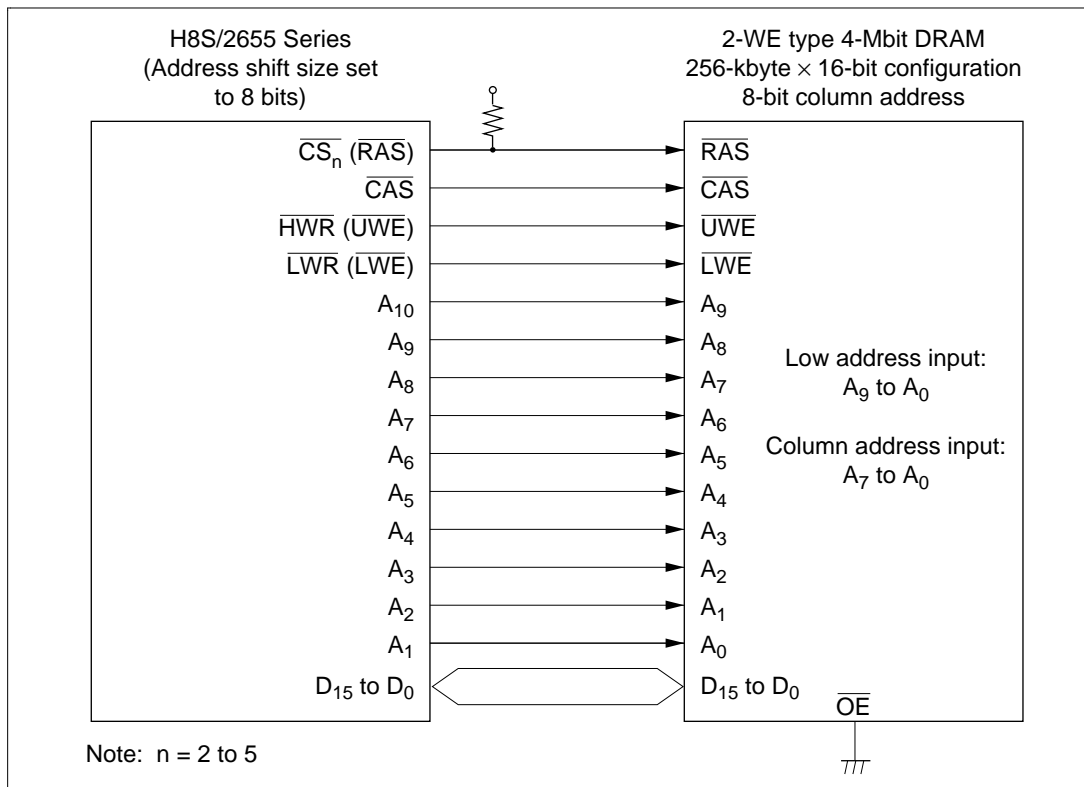 H8S/2655 Series
(Address shift size set
to 8 bits)
2-WE type 4-Mbit DRAM
256-kbyte × 16-bit configuration
8-bit column address
CSn (RAS)
RAS
CAS
CAS
HWR (UWE)
UWE
LWR (LWE)
LWE
A10
A9
A9
A8
A8
A7
A7
A6
A6
A5
A5
A4
A4
A3
A3
A2
A2
A1
A1
A0
D15 to D0
D15 to D0
Low address input:
A9 to A0
Column address input:
A7 to A0
OE
Note: n = 2 to 5